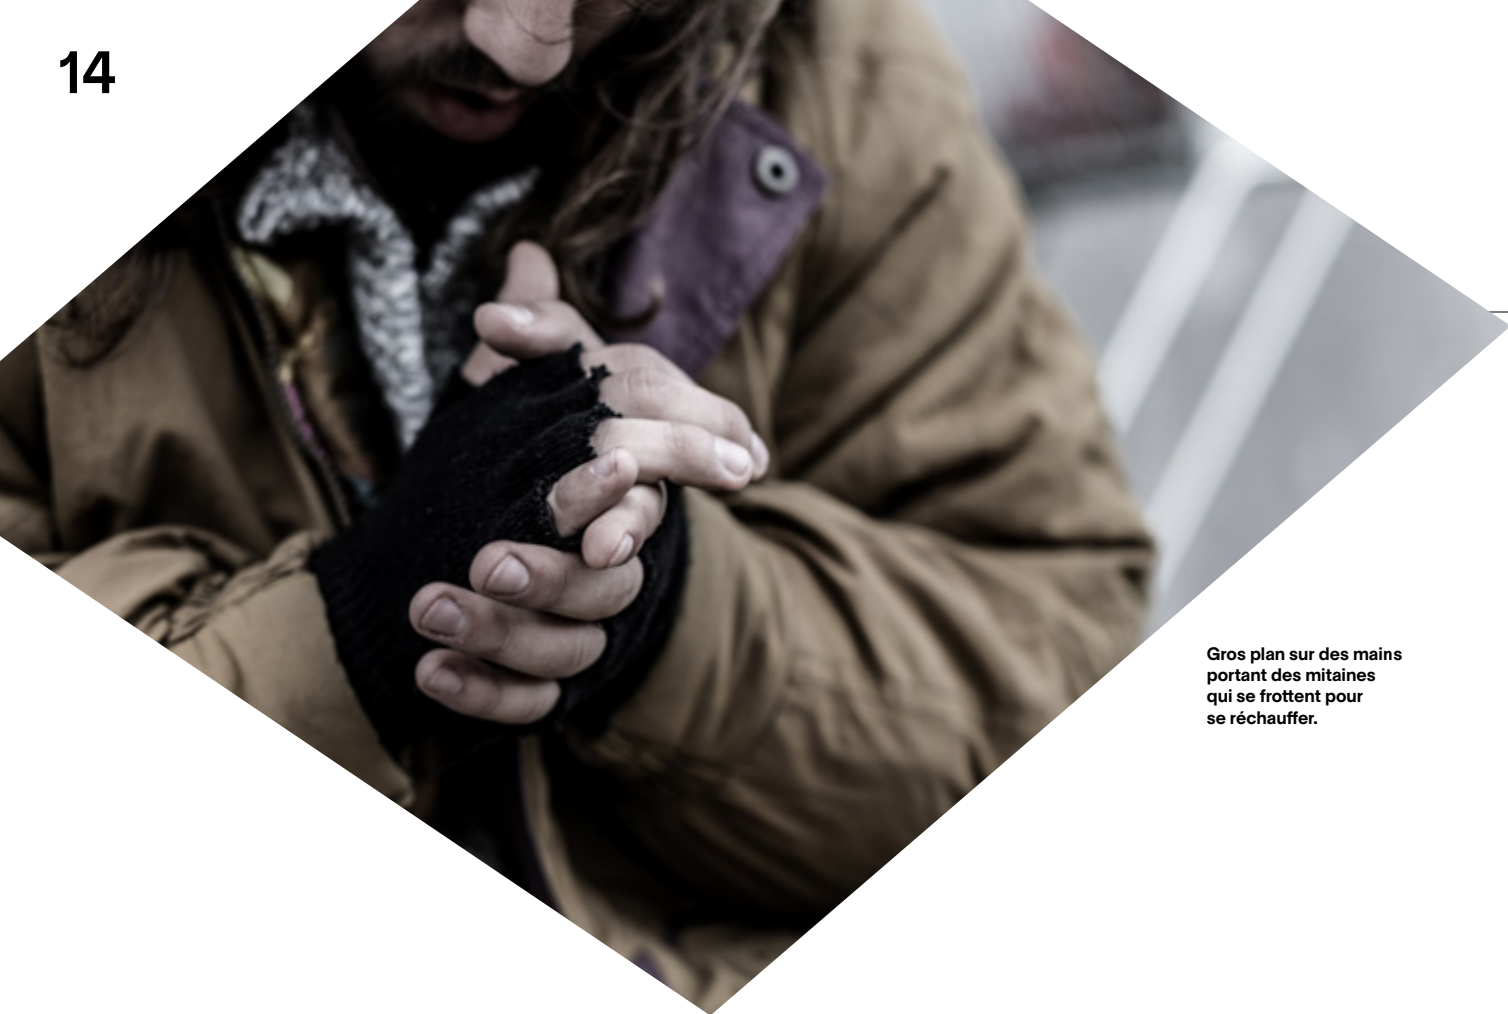 14
Gros plan sur des mains
portant des mitaines
qui se frottent pour
se réchauffer.